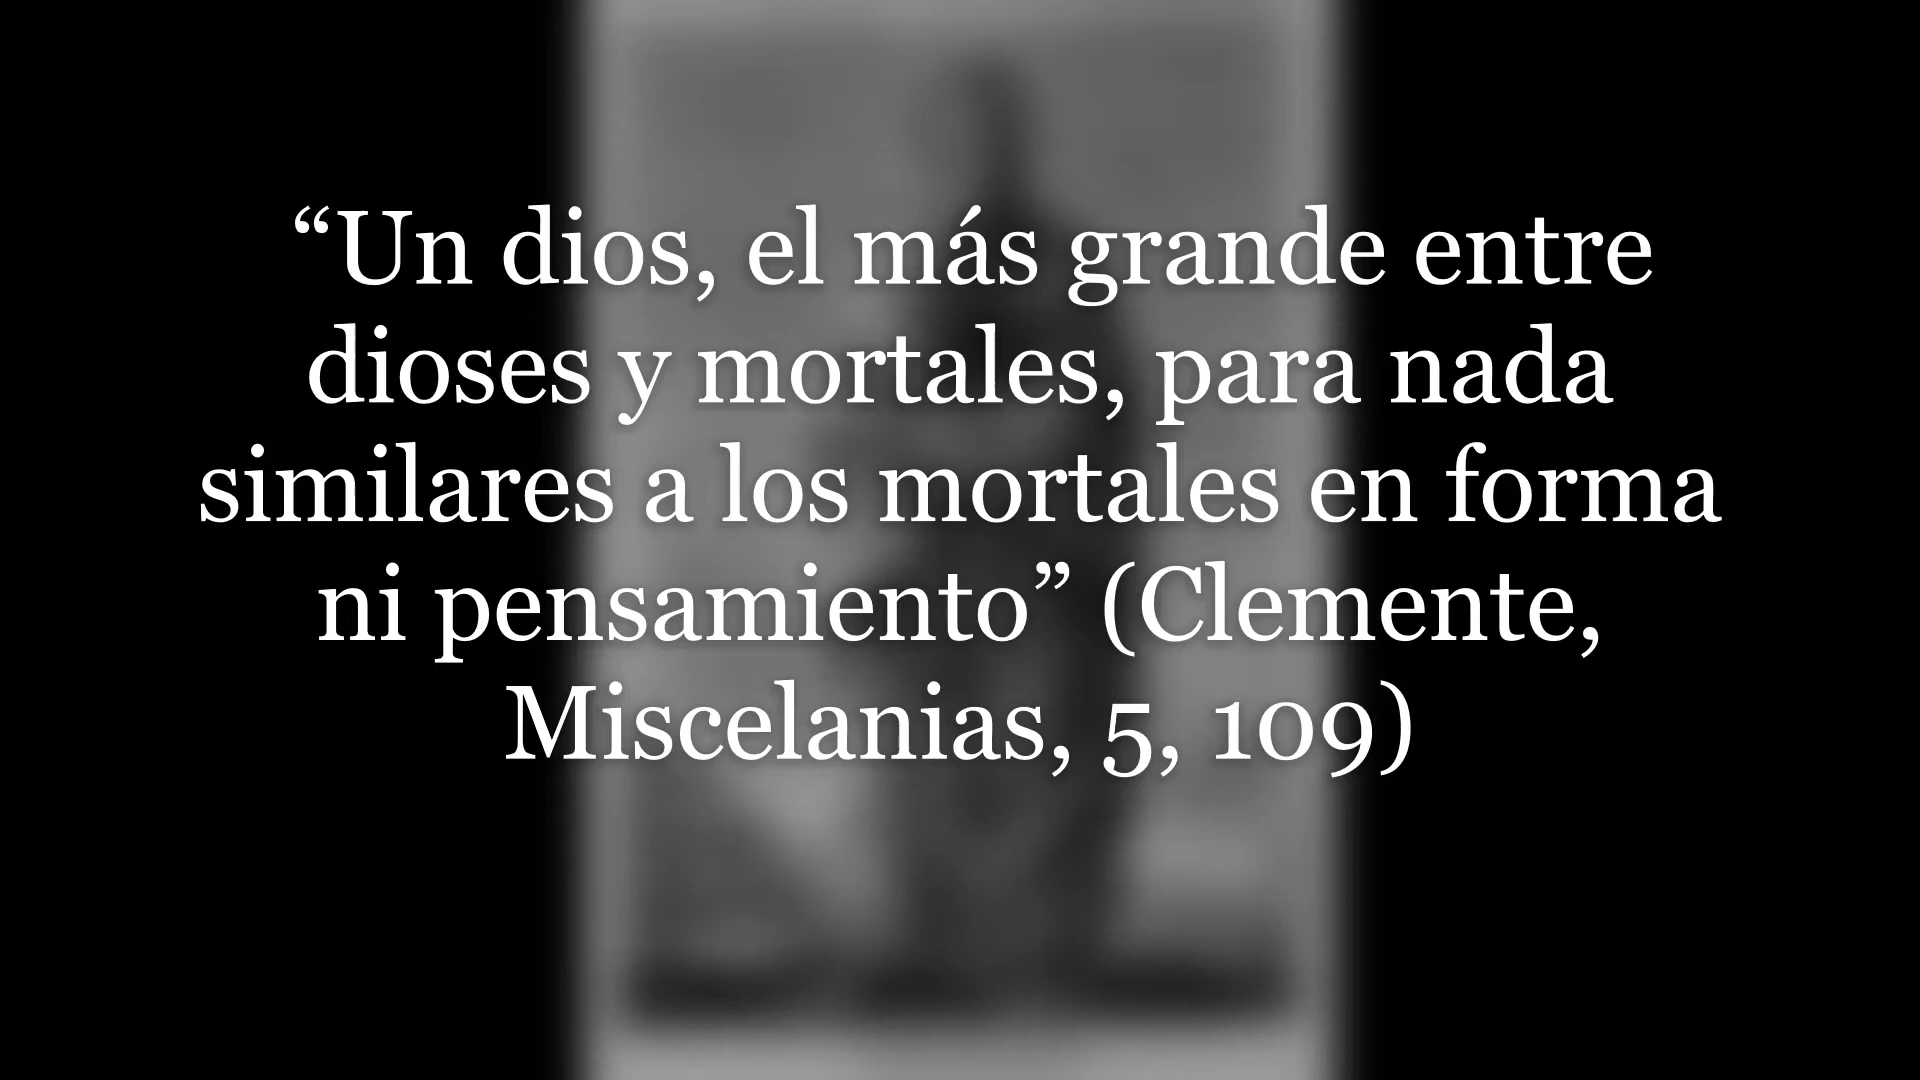 “Un dios, el más grande entre
dioses y mortales, para nada
similares a los mortales en forma
ni pensamiento” (Clemente,
Miscelanias, 5, 109)